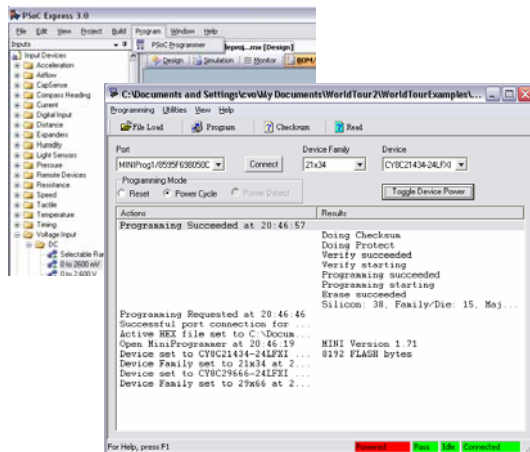 PSoC Express 3.0
File Edit View Project Build Program Window Help
Inputs
PSoC Programmer
leproj...mx [Design]
Input Devices
Design Simulation Monitor BOM/
Acceleration
Airflow
CapSense
Compass Heading
Current
Digital Input
Distance
Expanders
Humidity
Light Sensors
Pressure
Remote Devices
Resistance
Speed
Tactile
Temperature
Timing
Voltage Input
DC
Selectable Ran
0 to 2600 mV
0 to 2.600 V
C:\Documents and Settings\cvo\My Documents\WorldTour2\WorldTourExamples\...
Programming Utilities View Help
File Load Program Checksum Read
Port Device Family Device
MINIProg1/8595F698050C Connect 21x34 CY8C21434-24LFXI
Programming Mode
Reset Power Cycle Power Detect Toggle Device Power
Actions Results
Programming Succeeded at 20:46:57
Doing Checksum
Doing Protect
Verify succeeded
Verify starting
Programming succeeded
Programming starting
Erase succeeded
Silicon: 38, Family/Die: 15, Maj...
Programming Requested at 20:46:46
Successful port connection for ...
Active HEX file set to C:\Docum...
Open MiniProgrammer at 20:46:19 MINI Version 1.71
Device set to CY8C21434-24LFXI ... 8192 FLASH bytes
Device Family set to 21x34 at 2...
Device set to CY8C29666-24LFXI ...
Device Family set to 29x66 at 2...
For Help, press F1 Powered Pass Idle Connected